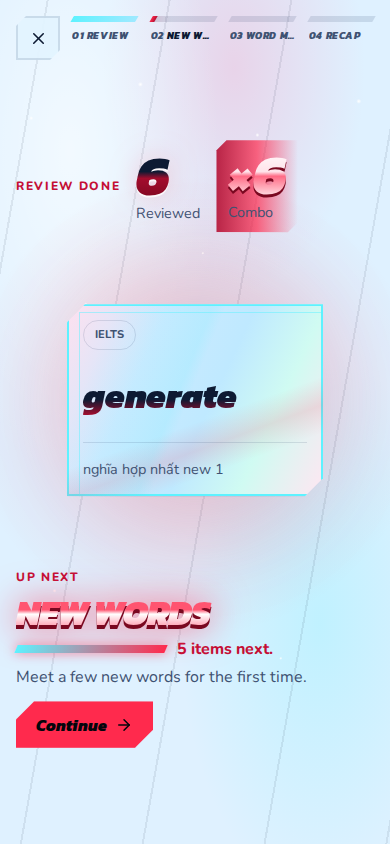 01 REVIEW
02 NEW W…
03 WORD M…
04 RECAP
REVIEW DONE
6
Reviewed
×6
Combo
IELTS
generate
nghĩa hợp nhất new 1
UP NEXT
NEW WORDS
5 items next.
Meet a few new words for the first time.
Continue →